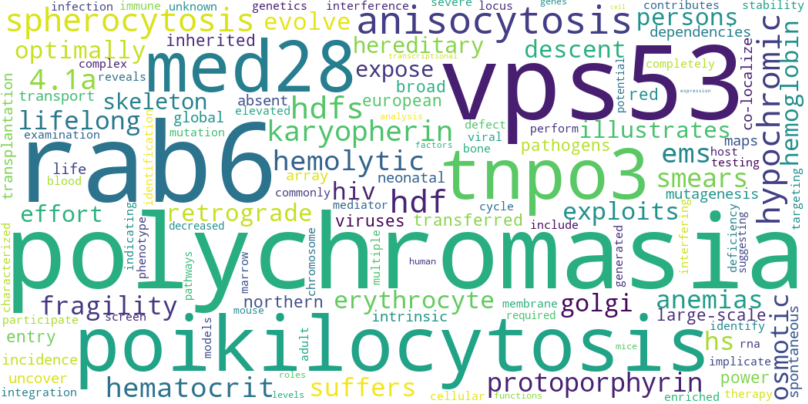 infection immune unknown genetics interference severe locus genes cell
spherocytosis evolve anisocytosis persons contributes stability
complex inherited hereditary transcriptional dependencies
optimally reveals med28 descent completely
4.1a absent expose european broad vps53 potential red co-localize hypochromic hemoglobin
transport skeleton elevated global hdfs analysis expression
transplantation lifelong mutation karyopherin defect viral bone illustrates perform maps host testing
examination identification pathogens
rab6 life blood hemolytic factors tnpo3 ems smears
array neonatal commonly mediator hiv hdf cycle mutagenesis targeting
effort retrograde viruses transferred include exploits interfering deficiency suggesting
characterized indicating phenotype decreased
polychromasia
pathways marrow chromosome multiple human generated
fragility northern erythrocyte membrane required golgi anemias
participate screen mouse intrinsic large-scale
entry models adult poikilocytosis hs identify rna osmotic spontaneous
incidence implicate
uncover power
integration hematocrit levels roles suffers cellular mice functions protoporphyrin enriched therapy